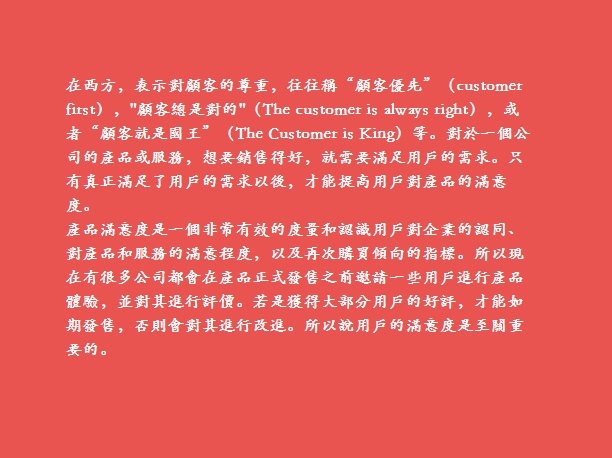 在西方，表示對顧客的尊重，往往稱“顧客優先”（customer
first），"顧客總是對的"（The customer is always right），或
者“顧客就是國王”（The Customer is King）等。對於一個公
司的產品或服務，想要銷售得好，就需要滿足用戶的需求。只
有真正滿足了用戶的需求以後，才能提高用戶對產品的滿意
度。
產品滿意度是一個非常有效的度量和認識用戶對企業的認同、
對產品和服務的滿意程度，以及再次購買傾向的指標。所以現
在有很多公司都會在產品正式發售之前邀請一些用戶進行產品
體驗，並對其進行評價。若是獲得大部分用戶的好評，才能如
期發售，否則會對其進行改進。所以說用戶的滿意度是至關重
要的。